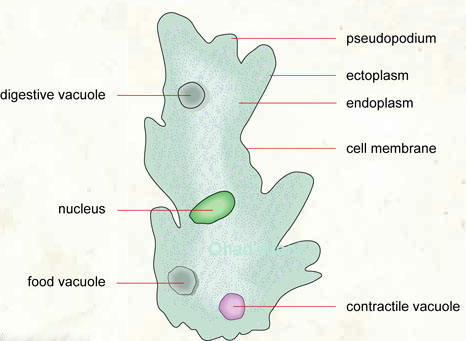 pseudopodium
ectoplasm
digestive vacuole
endoplasm
cell membrane
nucleus
food vacuole
contractile vacuole